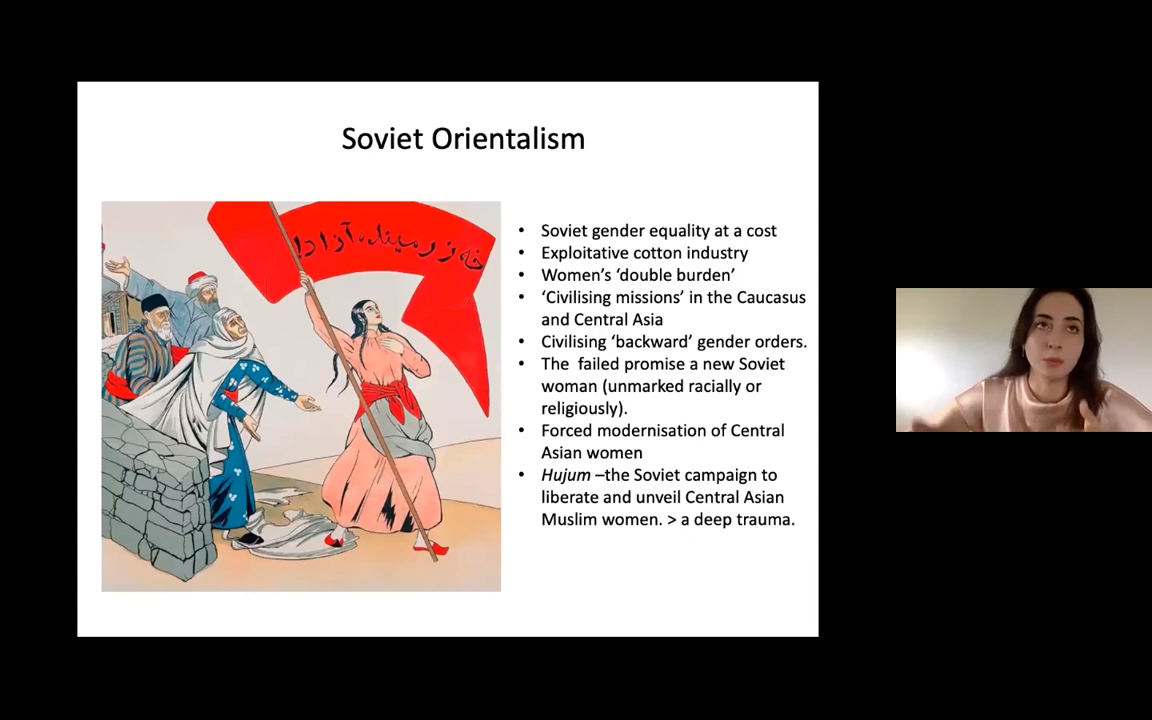 Soviet Orientalism
مينده آزاد!
• Soviet gender equality at a cost
• Exploitative cotton industry
• Women’s ‘double burden’
• ‘Civilising missions’ in the Caucasus
and Central Asia
• Civilising ‘backward’ gender orders.
• The  failed promise a new Soviet
woman (unmarked racially or
religiously).
• Forced modernisation of Central
Asian women
• Hujum –the Soviet campaign to
liberate and unveil Central Asian
Muslim women. > a deep trauma.